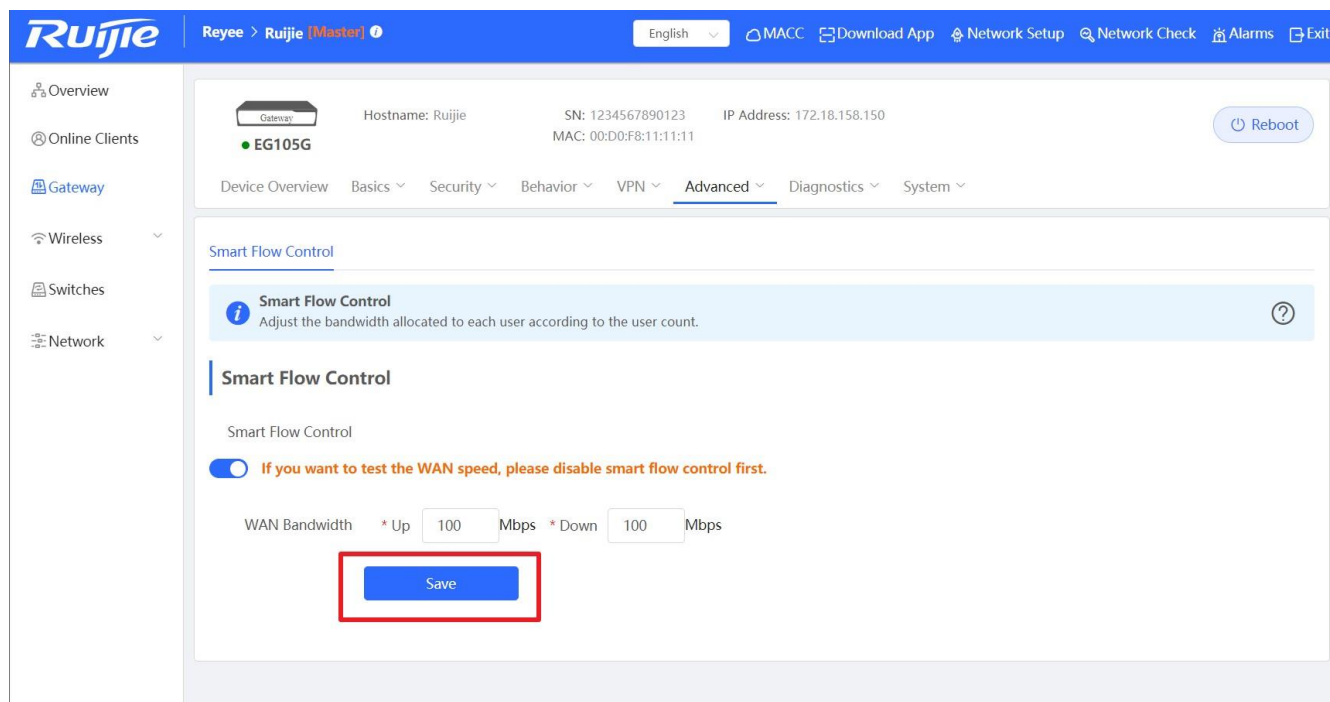 Ruijie
Reyee > Ruijie [Master]
English
MACC
Download App
Network Setup
Network Check
Alarms
Exit
Overview
Online Clients
Gateway
Wireless
Switches
Network
Gateway
EG105G
Hostname: Ruijie
SN: 1234567890123
IP Address: 172.18.158.150
MAC: 00:D0:F8:11:11:11
Reboot
Device Overview Basics Security Behavior VPN Advanced Diagnostics System
Smart Flow Control
Smart Flow Control
Adjust the bandwidth allocated to each user according to the user count.
Smart Flow Control
Smart Flow Control
If you want to test the WAN speed, please disable smart flow control first.
WAN Bandwidth * Up 100 Mbps * Down 100 Mbps
Save